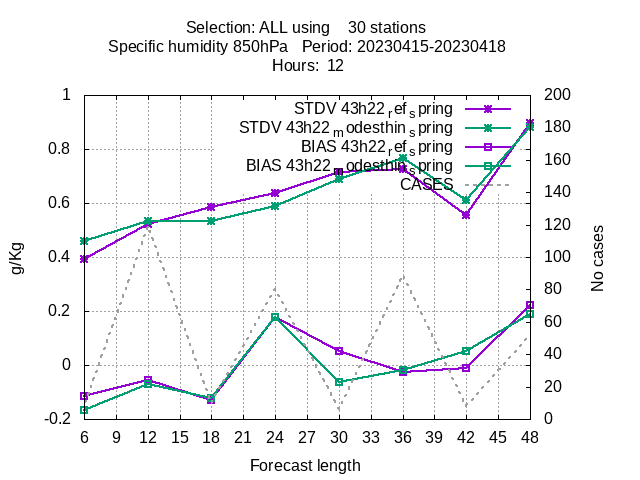 Selection: ALL using    30 stations
Specific humidity 850hPa   Period: 20230415-20230418
Hours:  12
1
0.8
0.6
0.4
0.2
0
-0.2
g/Kg
200
180
160
140
120
100
80
60
40
20
0
No cases
STDV 43h22_ref_spring
STDV 43h22_modesthin_spring
BIAS 43h22_ref_spring
BIAS 43h22_modesthin_spring
CASES
6 9 12 15 18 21 24 27 30 33 36 39 42 45 48
Forecast length